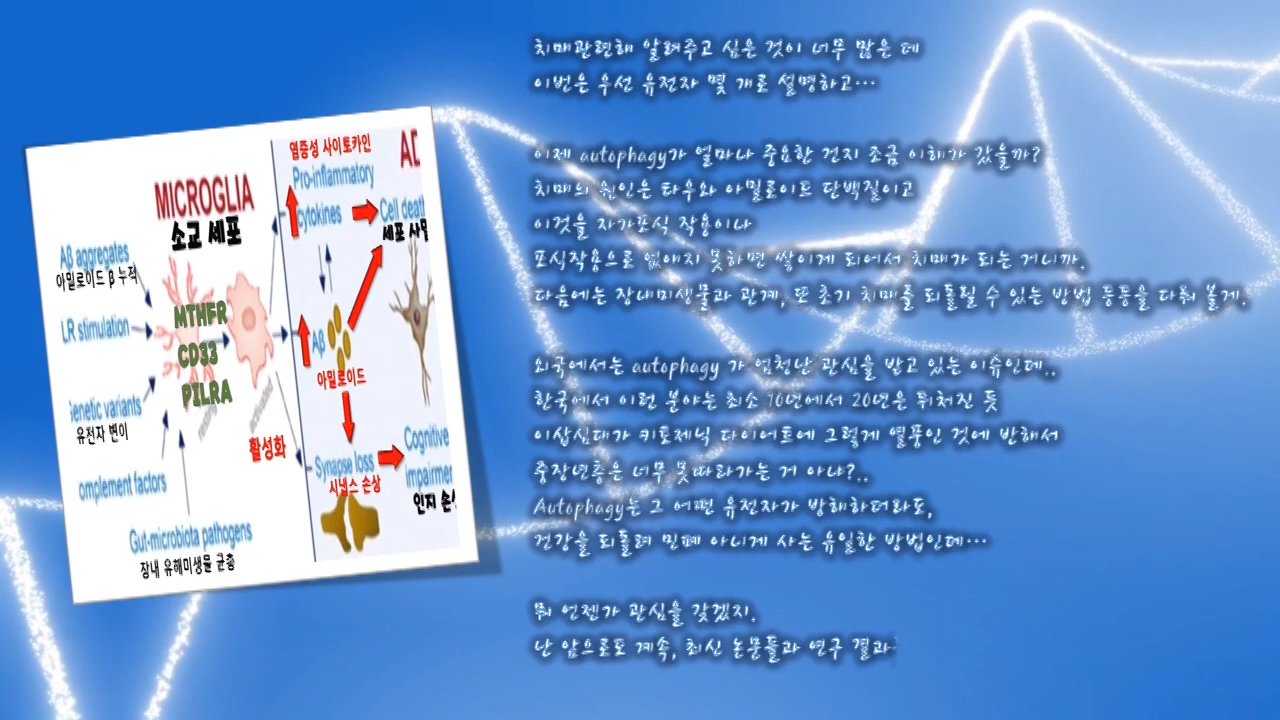 치매관련해 알려주고 싶은 것이 너무 많은 데
이번은 우선 유전자 몇 개로 설명하고…
이제 autophagy가 얼마나 중요한 건지 조금 이해가 갔을까?
치매의 원인은 타우와 아밀로이드 단백질이고
이것을 자가포식 작용이나
포식작용으로 없애지 못하면 쌓이게 되어서 치매가 되는 거니까.
다음에는 장내미생물과 관계, 또 초기 치매를 되돌릴 수 있는 방법 등등을 다뤄 볼게.
외국에서는 autophagy 가 엄청난 관심을 받고 있는 이슈인데..
한국에서 이런 분야는 최소 10년에서 20년은 뒤처진 듯
이삼십대가 키토제닉 다이어트에 그렇게 열풍인 것에 반해서
중장년층은 너무 못따라가는 거 아냐?..
Autophagy는 그 어떤 유전자가 방해하더라도,
건강을 되돌려 민폐 아니게 사는 유일한 방법인데…
뭐 언젠가 관심을 갖겠지.
난 앞으로도 계속, 최신 논문들과 연구 결과
MICROGLIA
소교 세포
Aβ aggregates
아밀로이드 β 누적
LR stimulation
MTHFR
CD33
PILRA
enetic variants
유전자 변이
omplement factors
Gut-microbiota pathogens
장내 유해미생물 균총
activated
활성화
염증성 사이토카인
AD
Pro-inflammatory
cytokines
Cell death
세포 사멸
Aβ
아밀로이드
Synapse loss
시냅스 손상
Cognitive
impairm
인지 손상